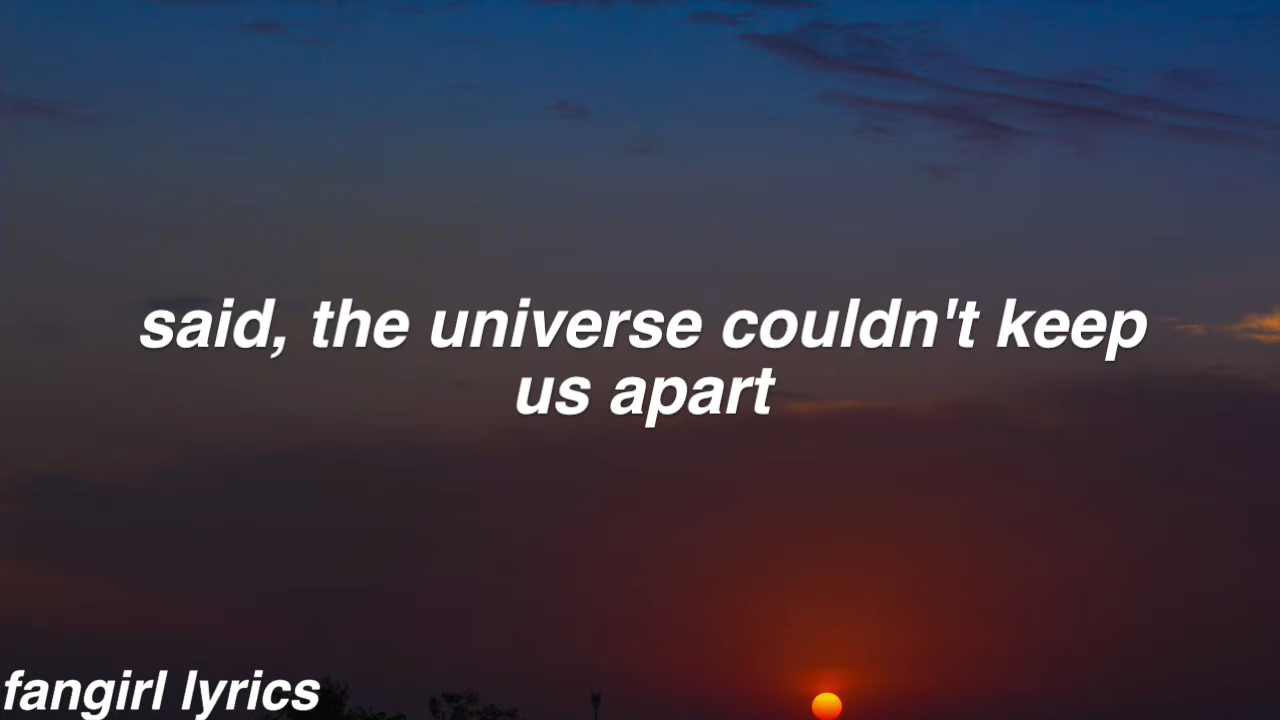 said, the universe couldn't keep
us apart
fangirl lyrics